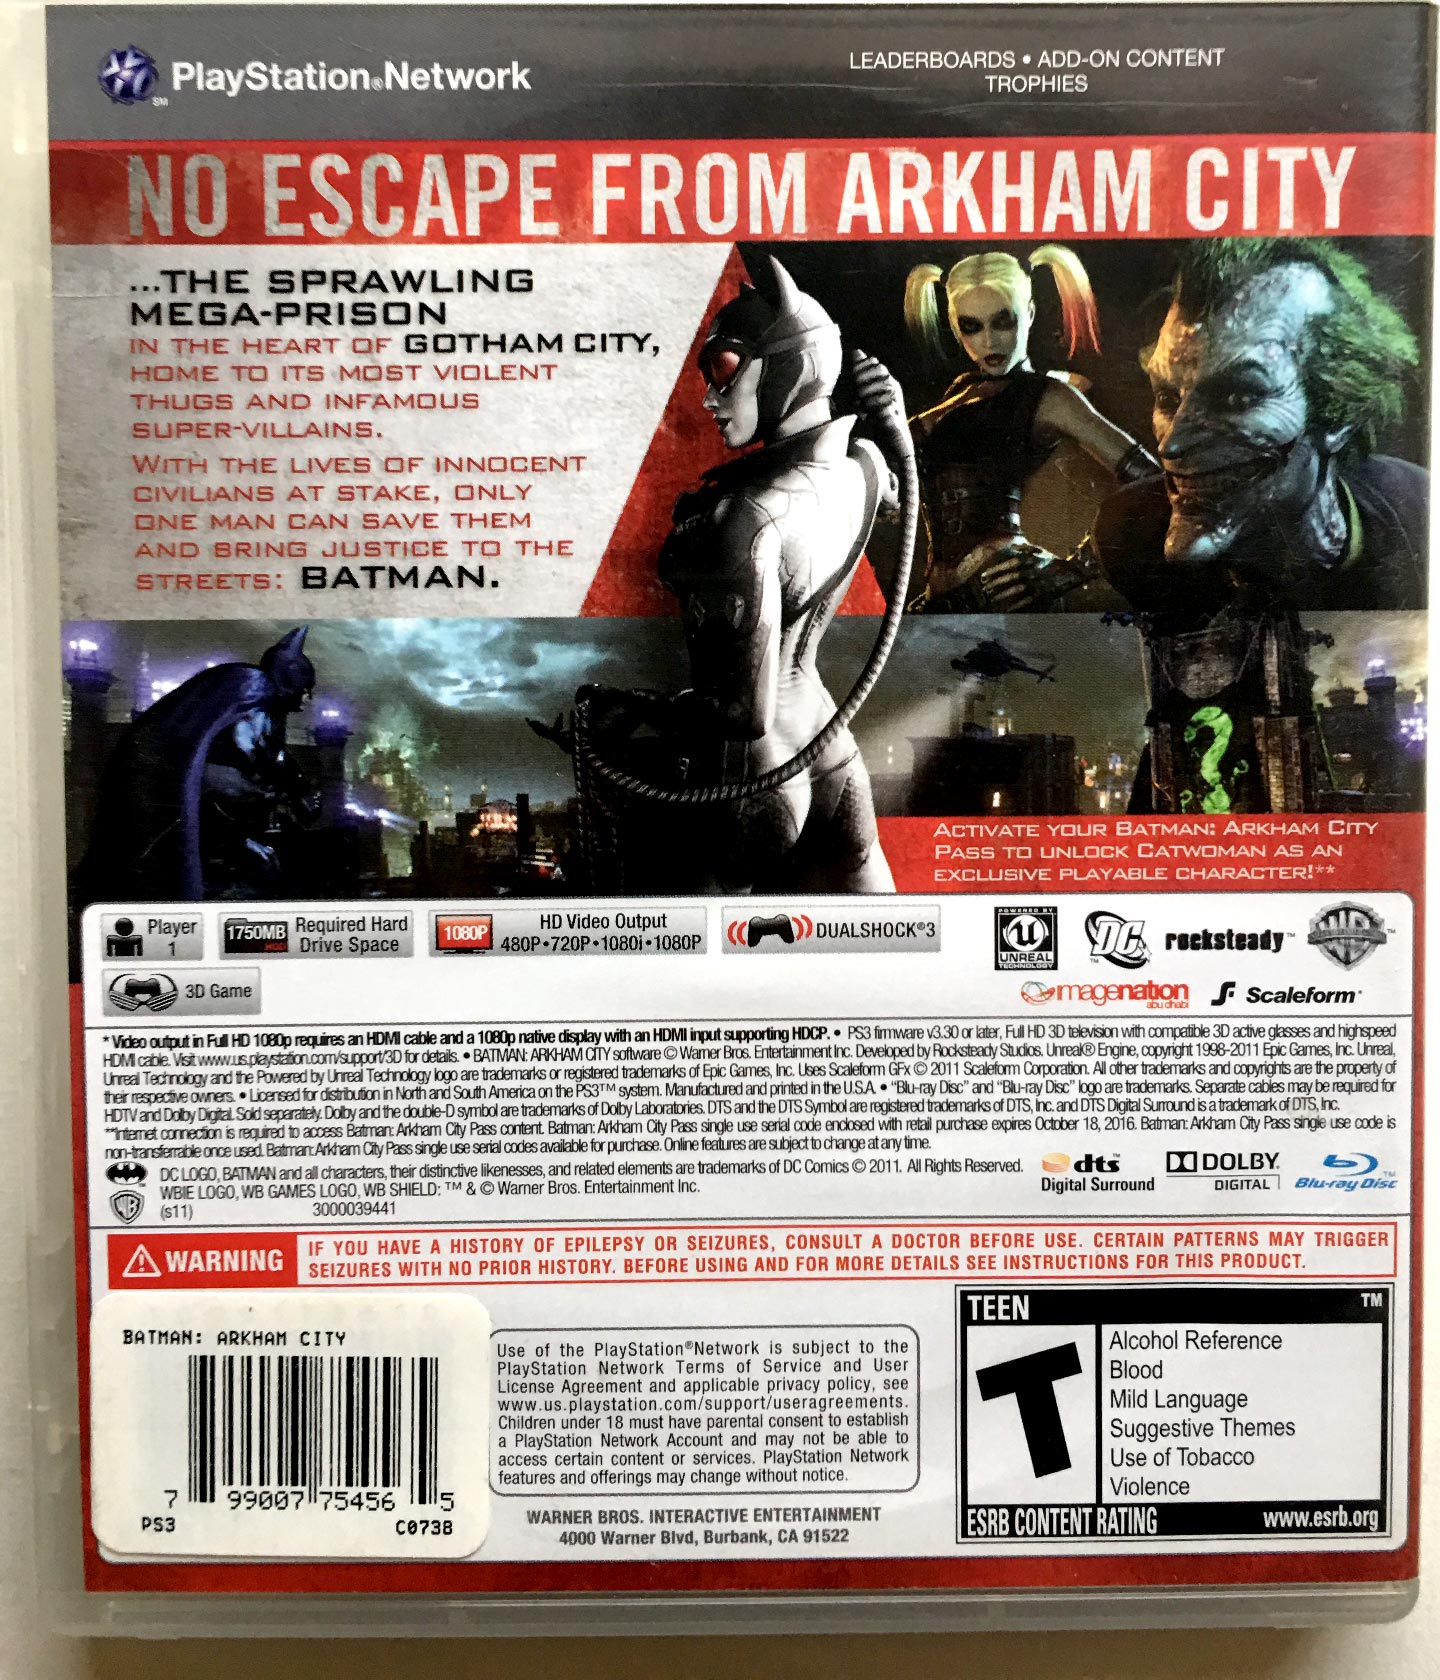 PlayStation®Network
SM
LEADERBOARDS • ADD-ON CONTENT
TROPHIES
NO ESCAPE FROM ARKHAM CITY
...THE SPRAWLING
MEGA-PRISON
IN THE HEART OF GOTHAM CITY,
HOME TO ITS MOST VIOLENT
THUGS AND INFAMOUS
SUPER-VILLAINS.
WITH THE LIVES OF INNOCENT
CIVILIANS AT STAKE, ONLY
ONE MAN CAN SAVE THEM
AND BRING JUSTICE TO THE
STREETS: BATMAN.
?
ACTIVATE YOUR BATMAN: ARKHAM CITY
PASS TO UNLOCK CATWOMAN AS AN
EXCLUSIVE PLAYABLE CHARACTER!**
Player
1
1750MB
HDD
Required Hard
Drive Space
1080P
HD Video Output
480P•720P•1080i•1080P
DUALSHOCK®3
3D Game
POWERED BY
UNREAL
TECHNOLOGY
DC
TM
rocksteady™
WB
TM
imagenation
abu dhabi
Scaleform®
* Video output in Full HD 1080p requires an HDMI cable and a 1080p native display with an HDMI input supporting HDCP. • PS3 firmware v3.30 or later, Full HD 3D television with compatible 3D active glasses and highspeed
HDMI cable. Visit www.us.playstation.com/support/3D for details. • BATMAN: ARKHAM CITY software © Warner Bros. Entertainment Inc. Developed by Rocksteady Studios. Unreal® Engine, copyright 1998-2011 Epic Games, Inc. Unreal,
Unreal Technology and the Powered by Unreal Technology logo are trademarks or registered trademarks of Epic Games, Inc. Uses Scaleform GFx © 2011 Scaleform Corporation. All other trademarks and copyrights are the property of
their respective owners. • Licensed for distribution in North and South America on the PS3™ system. Manufactured and printed in the U.S.A. • "Blu-ray Disc" and "Blu-ray Disc" logo are trademarks. Separate cables may be required for
HDTV and Dolby Digital. Sold separately. Dolby and the double-D symbol are trademarks of Dolby Laboratories. DTS and the DTS Symbol are registered trademarks of DTS, Inc. and DTS Digital Surround is a trademark of DTS, Inc.
**Internet connection is required to access Batman: Arkham City Pass content. Batman: Arkham City Pass single use serial code enclosed with retail purchase expires October 18, 2016. Batman: Arkham City Pass single use code is
non-transferrable once used. Batman: Arkham City Pass single use serial codes available for purchase. Online features are subject to change at any time.
DC LOGO, BATMAN and all characters, their distinctive likenesses, and related elements are trademarks of DC Comics © 2011. All Rights Reserved.
WBIE LOGO, WB GAMES LOGO, WB SHIELD: ™ & © Warner Bros. Entertainment Inc.
(s11) 3000039441
dts™
Digital Surround
DOLBY
DIGITAL
Blu-ray Disc™
WARNING
IF YOU HAVE A HISTORY OF EPILEPSY OR SEIZURES, CONSULT A DOCTOR BEFORE USE. CERTAIN PATTERNS MAY TRIGGER
SEIZURES WITH NO PRIOR HISTORY. BEFORE USING AND FOR MORE DETAILS SEE INSTRUCTIONS FOR THIS PRODUCT.
BATMAN: ARKHAM CITY
7 99007 75456 5
PS3 C0738
Use of the PlayStation®Network is subject to the
PlayStation Network Terms of Service and User
License Agreement and applicable privacy policy, see
www.us.playstation.com/support/useragreements.
Children under 18 must have parental consent to establish
a PlayStation Network Account and may not be able to
access certain content or services. PlayStation Network
features and offerings may change without notice.
WARNER BROS. INTERACTIVE ENTERTAINMENT
4000 Warner Blvd, Burbank, CA 91522
TEEN
TM
T
Alcohol Reference
Blood
Mild Language
Suggestive Themes
Use of Tobacco
Violence
ESRB CONTENT RATING
www.esrb.org